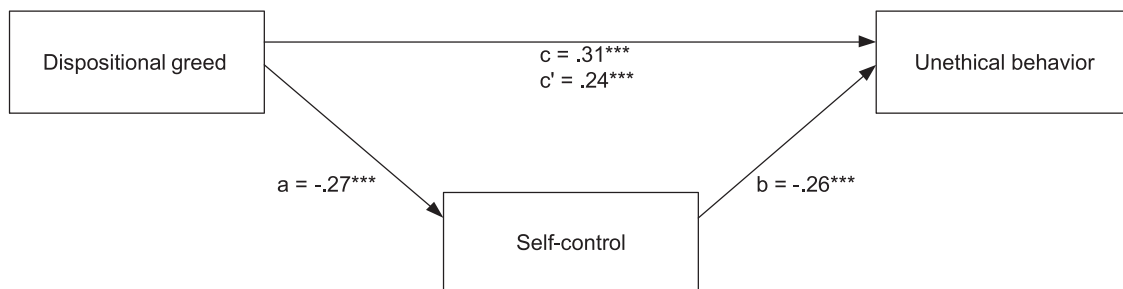 Dispositional greed
c = .31***
c' = .24***
Unethical behavior
a = -.27***
b = -.26***
Self-control